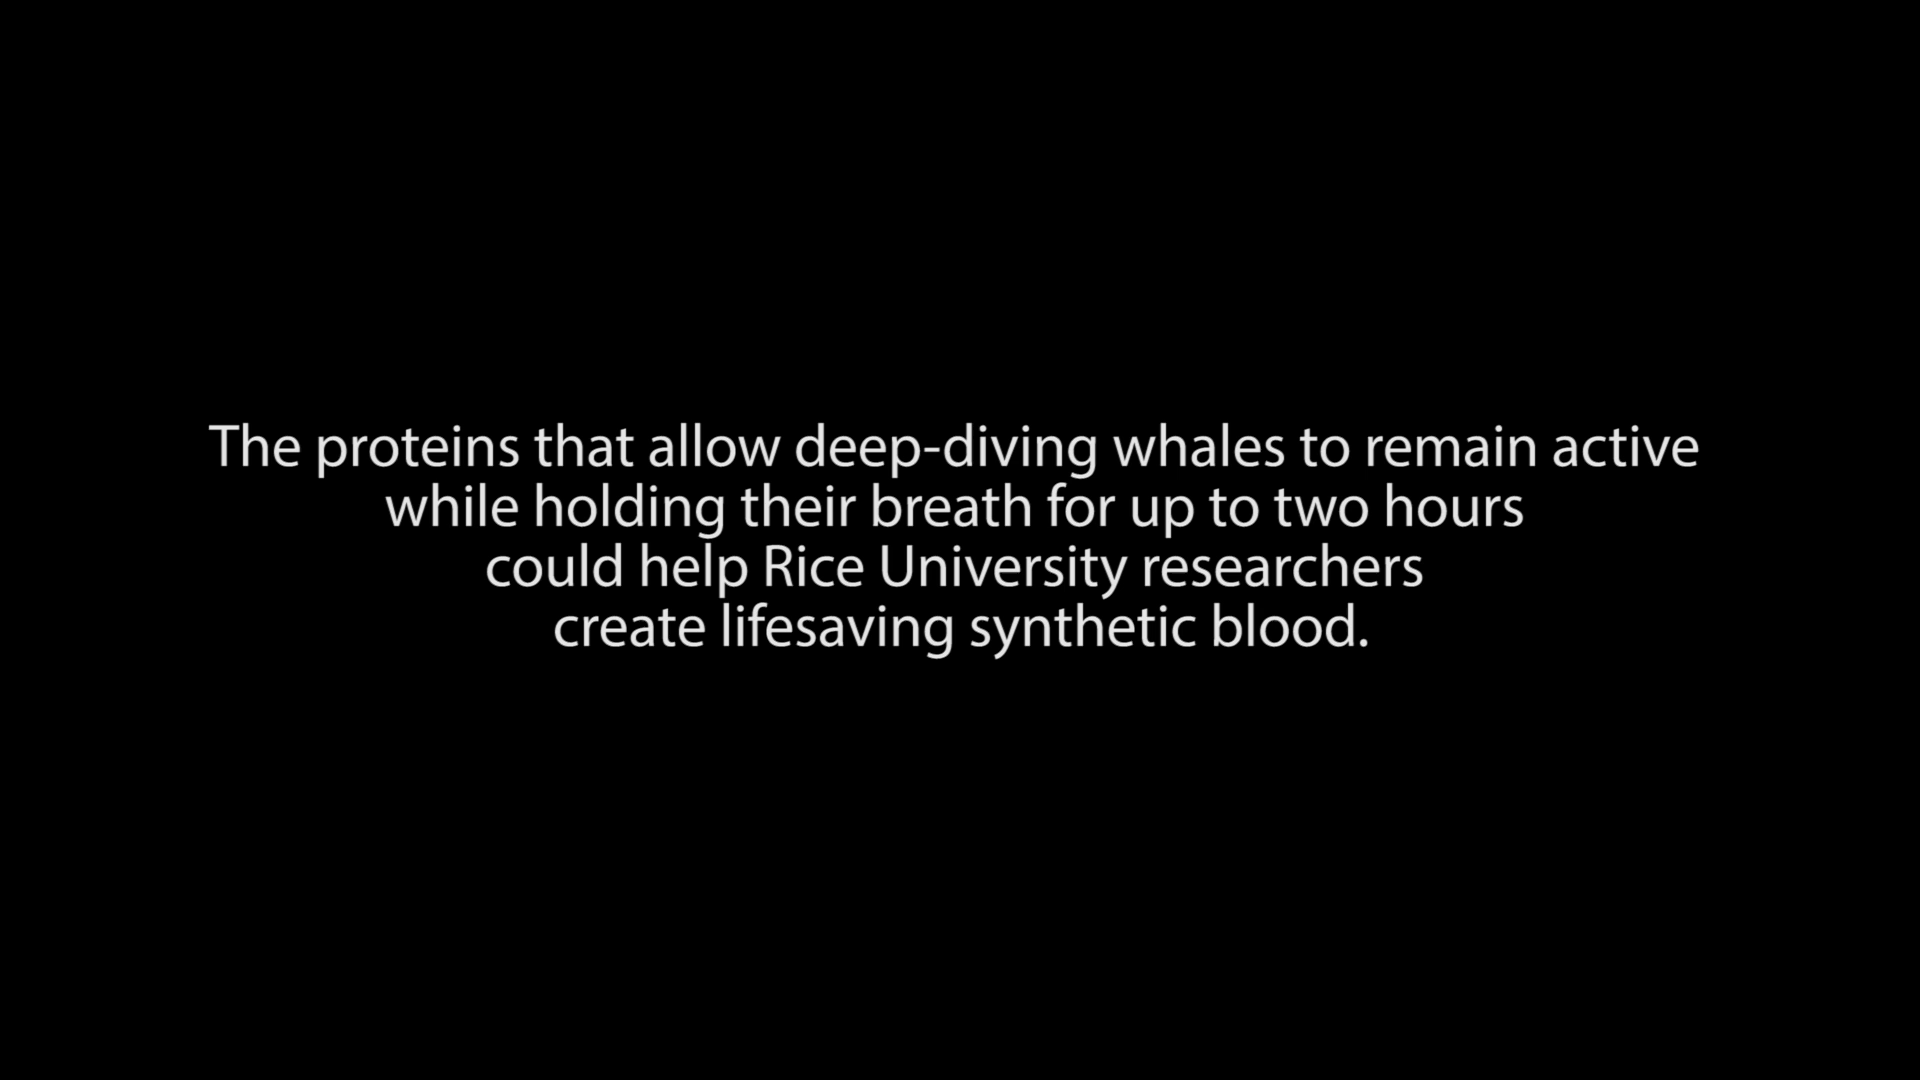 The proteins that allow deep-diving whales to remain active
while holding their breath for up to two hours
could help Rice University researchers
create lifesaving synthetic blood.